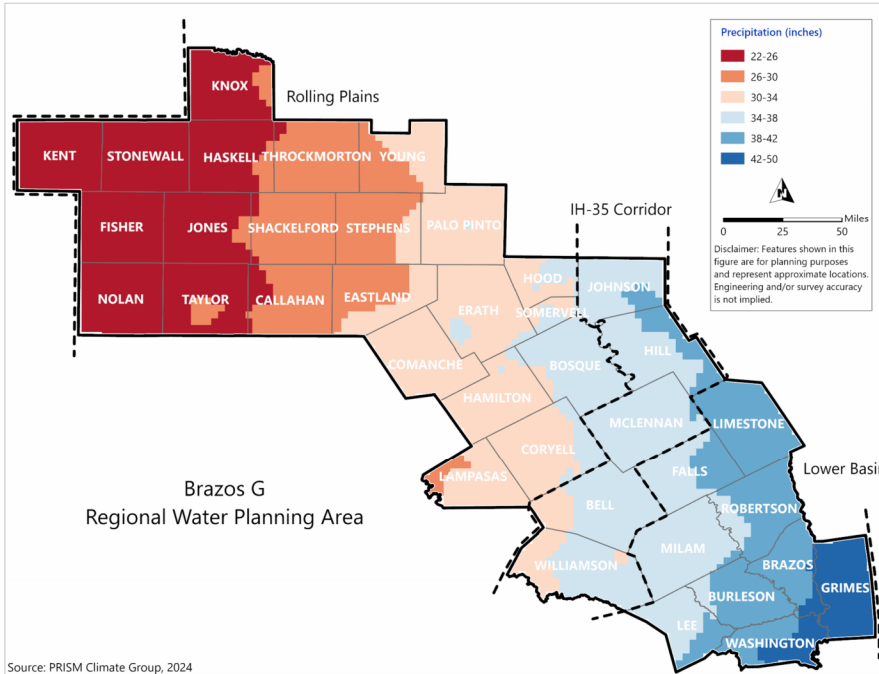 Precipitation (inches)
22-26
26-30
30-34
34-38
38-42
42-50
N
0 25 50 Miles
Disclaimer: Features shown in this
figure are for planning purposes
and represent approximate locations.
Engineering and/or survey accuracy
is not implied.
Rolling Plains
KNOX
KENT
STONEWALL
HASKELL
THROCKMORTON
YOUNG
FISHER
JONES
SHACKELFORD
STEPHENS
PALO PINTO
NOLAN
TAYLOR
CALLAHAN
EASTLAND
IH-35 Corridor
HOOD
JOHNSON
ERATH
SOMERVELL
COMANCHE
BOSQUE
HILL
HAMILTON
MCLENNAN
LIMESTONE
CORYELL
FALLS
LAMPASAS
Lower Basin
BELL
ROBERTSON
MILAM
WILLIAMSON
BRAZOS
GRIMES
BURLESON
LEE
WASHINGTON
Brazos G
Regional Water Planning Area
Source: PRISM Climate Group, 2024